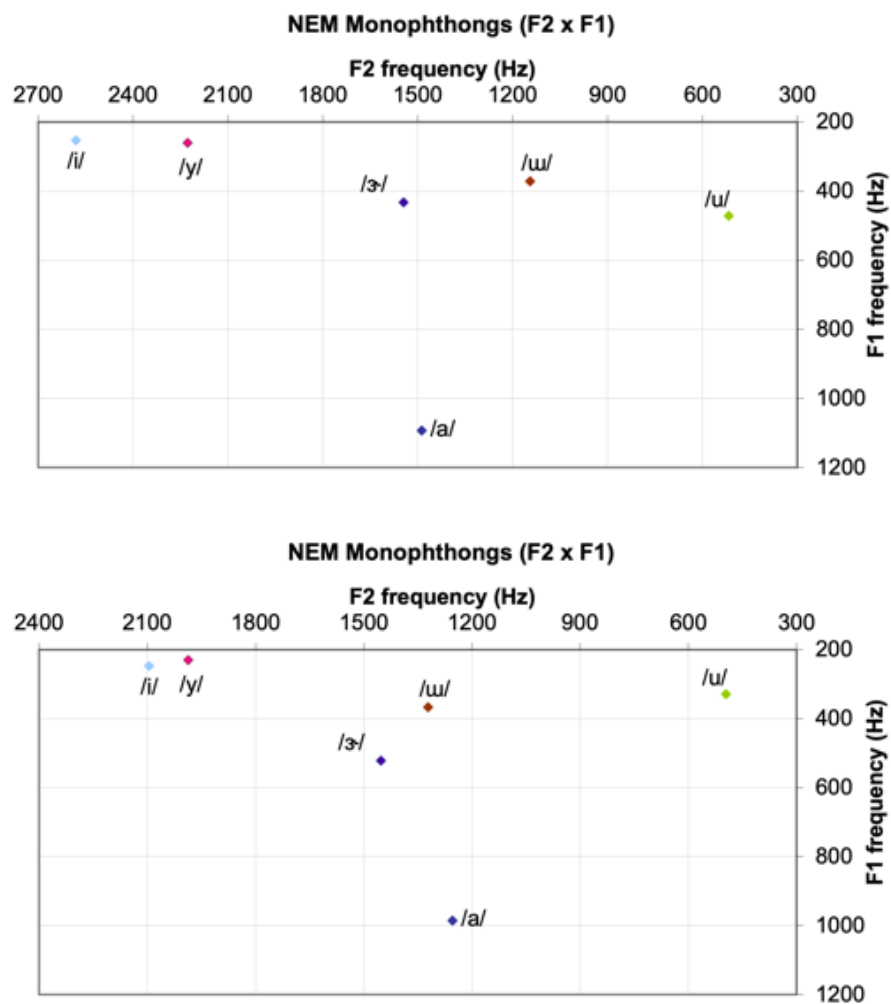 NEM Monophthongs (F2 x F1)
F2 frequency (Hz)
2700 2400 2100 1800 1500 1200 900 600 300
200
/i/ /y/ /ɝ/ /ɯ/ /u/
400
600
800
1000
/a/
1200
F1 frequency (Hz)
NEM Monophthongs (F2 x F1)
F2 frequency (Hz)
2400 2100 1800 1500 1200 900 600 300
200
/i/ /y/ /ɯ/ /u/
400
/ɝ/
600
800
1000
/a/
1200
F1 frequency (Hz)